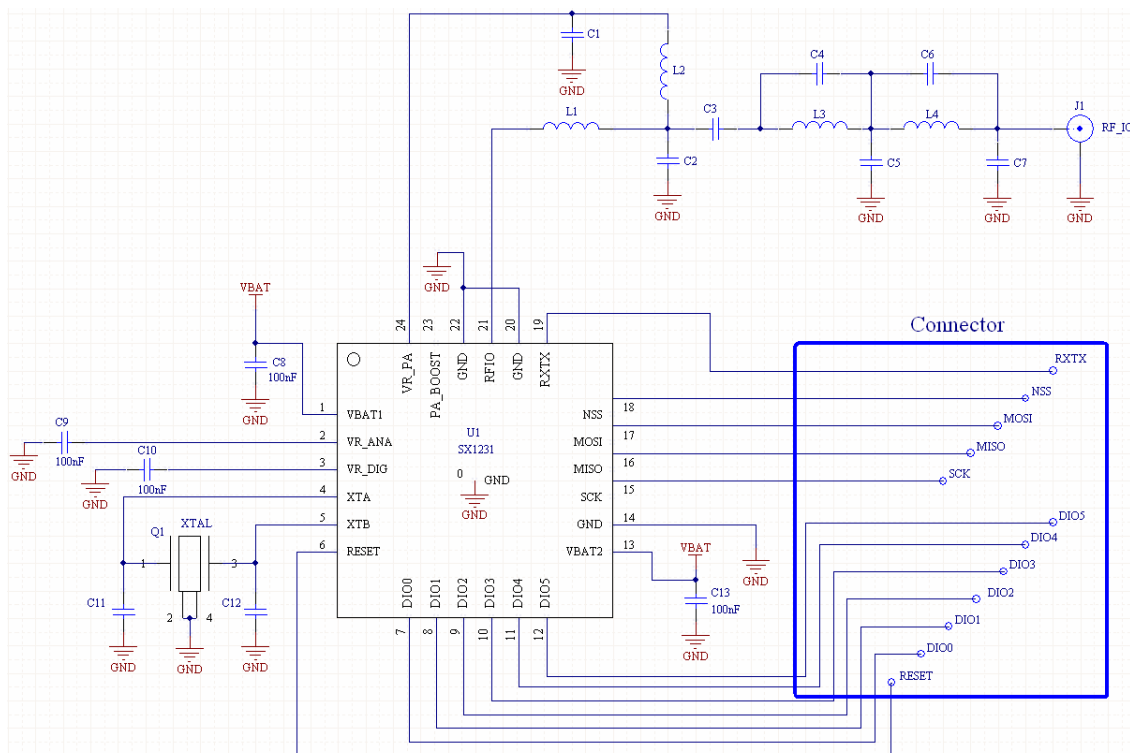 C1
GND
L2
C4
C6
L1
C3
L3
L4
J1
RF_IO
C2
GND
C5
GND
C7
GND
GND
GND
VBAT
C8
100nF
GND
24
23
22
21
20
19
VR_PA
PA_BOOST
GND
RFIO
GND
RXTX
Connector
RXTX
NSS
MOSI
MISO
SCK
DIO5
DIO4
DIO3
DIO2
DIO1
DIO0
RESET
1
VBAT1
2
VR_ANA
3
VR_DIG
4
XTA
5
XTB
6
RESET
C9
100nF
GND
C10
100nF
GND
U1
SX1231
0
GND
GND
NSS
18
MOSI
17
MISO
16
SCK
15
GND
14
VBAT2
13
GND
VBAT
C13
100nF
GND
XTAL
Q1
1
3
2
4
C11
GND
GND
C12
GND
DIO0
DIO1
DIO2
DIO3
DIO4
DIO5
7
8
9
10
11
12